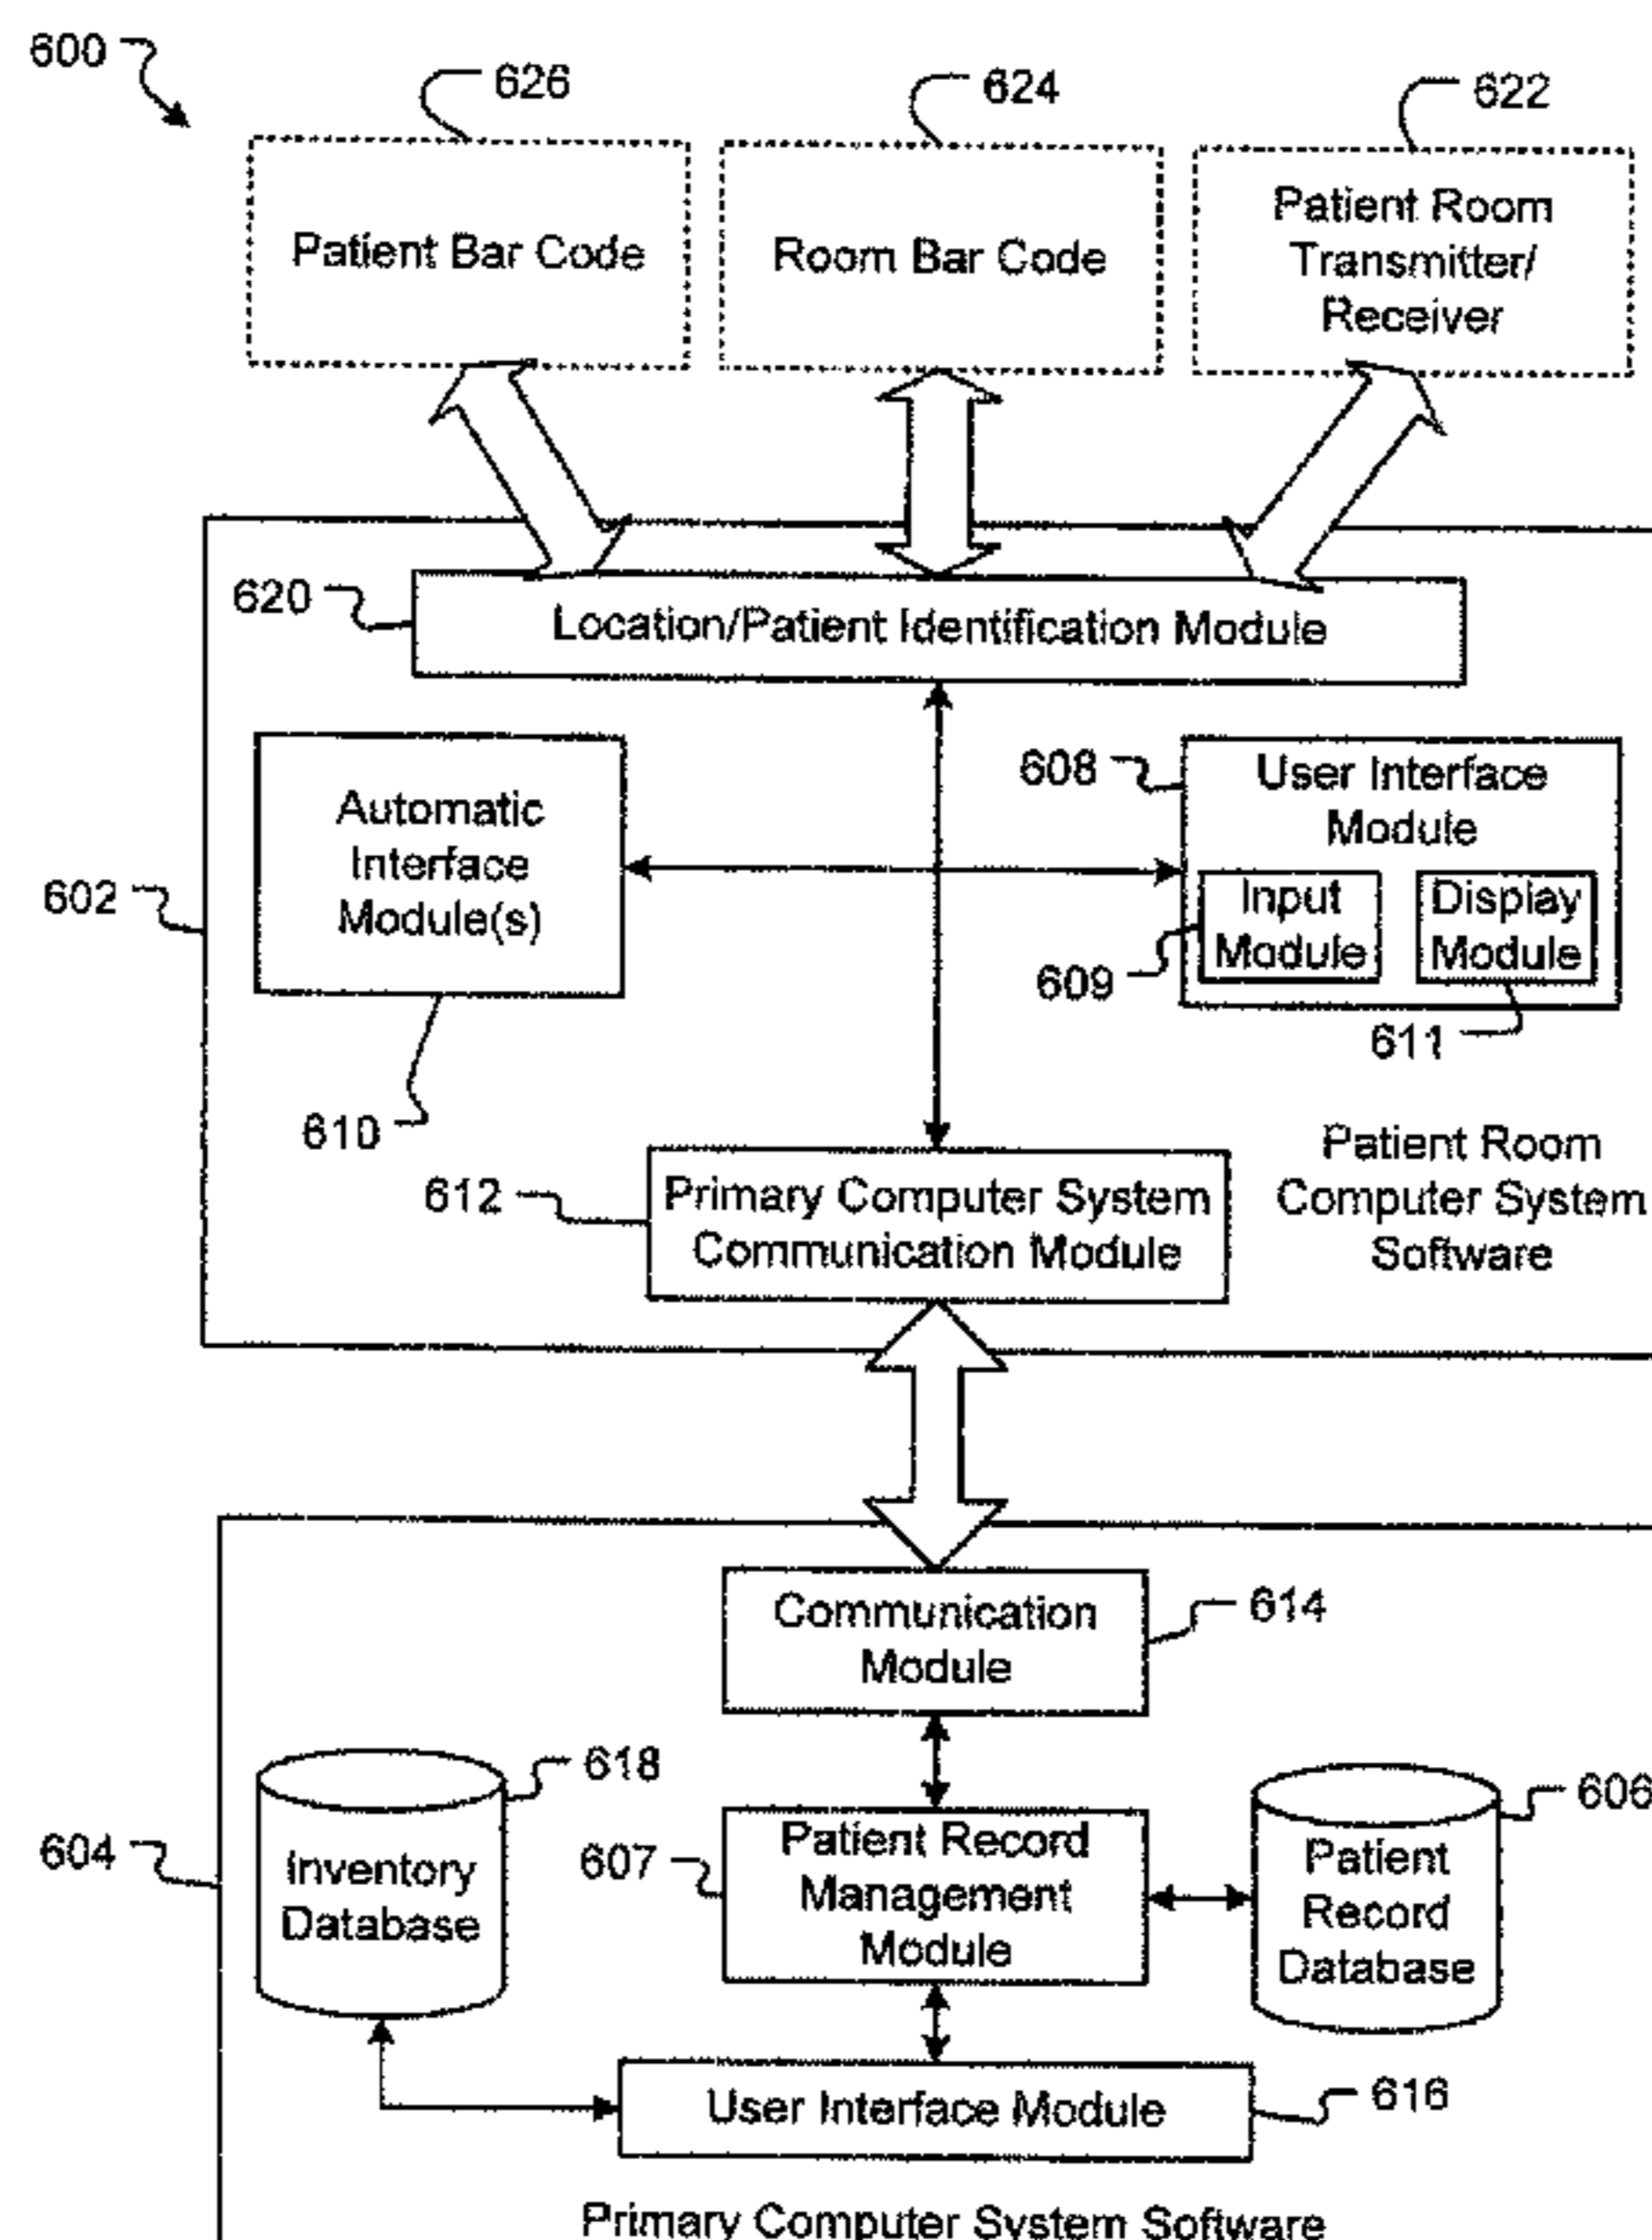 600
626
624
622
Patient Bar Code
Room Bar Code
Patient Room
Transmitter/
Receiver
620
Location/Patient Identification Module
Automatic
Interface
Module(s)
608
User Interface
Module
Input
Module
Display
Module
602
609
611
610
612
Primary Computer System
Communication Module
Patient Room
Computer System
Software
Communication
Module
614
618
Inventory
Database
604
607
Patient Record
Management
Module
606
Patient
Record
Database
User Interface Module
616
Primary Computer System Software